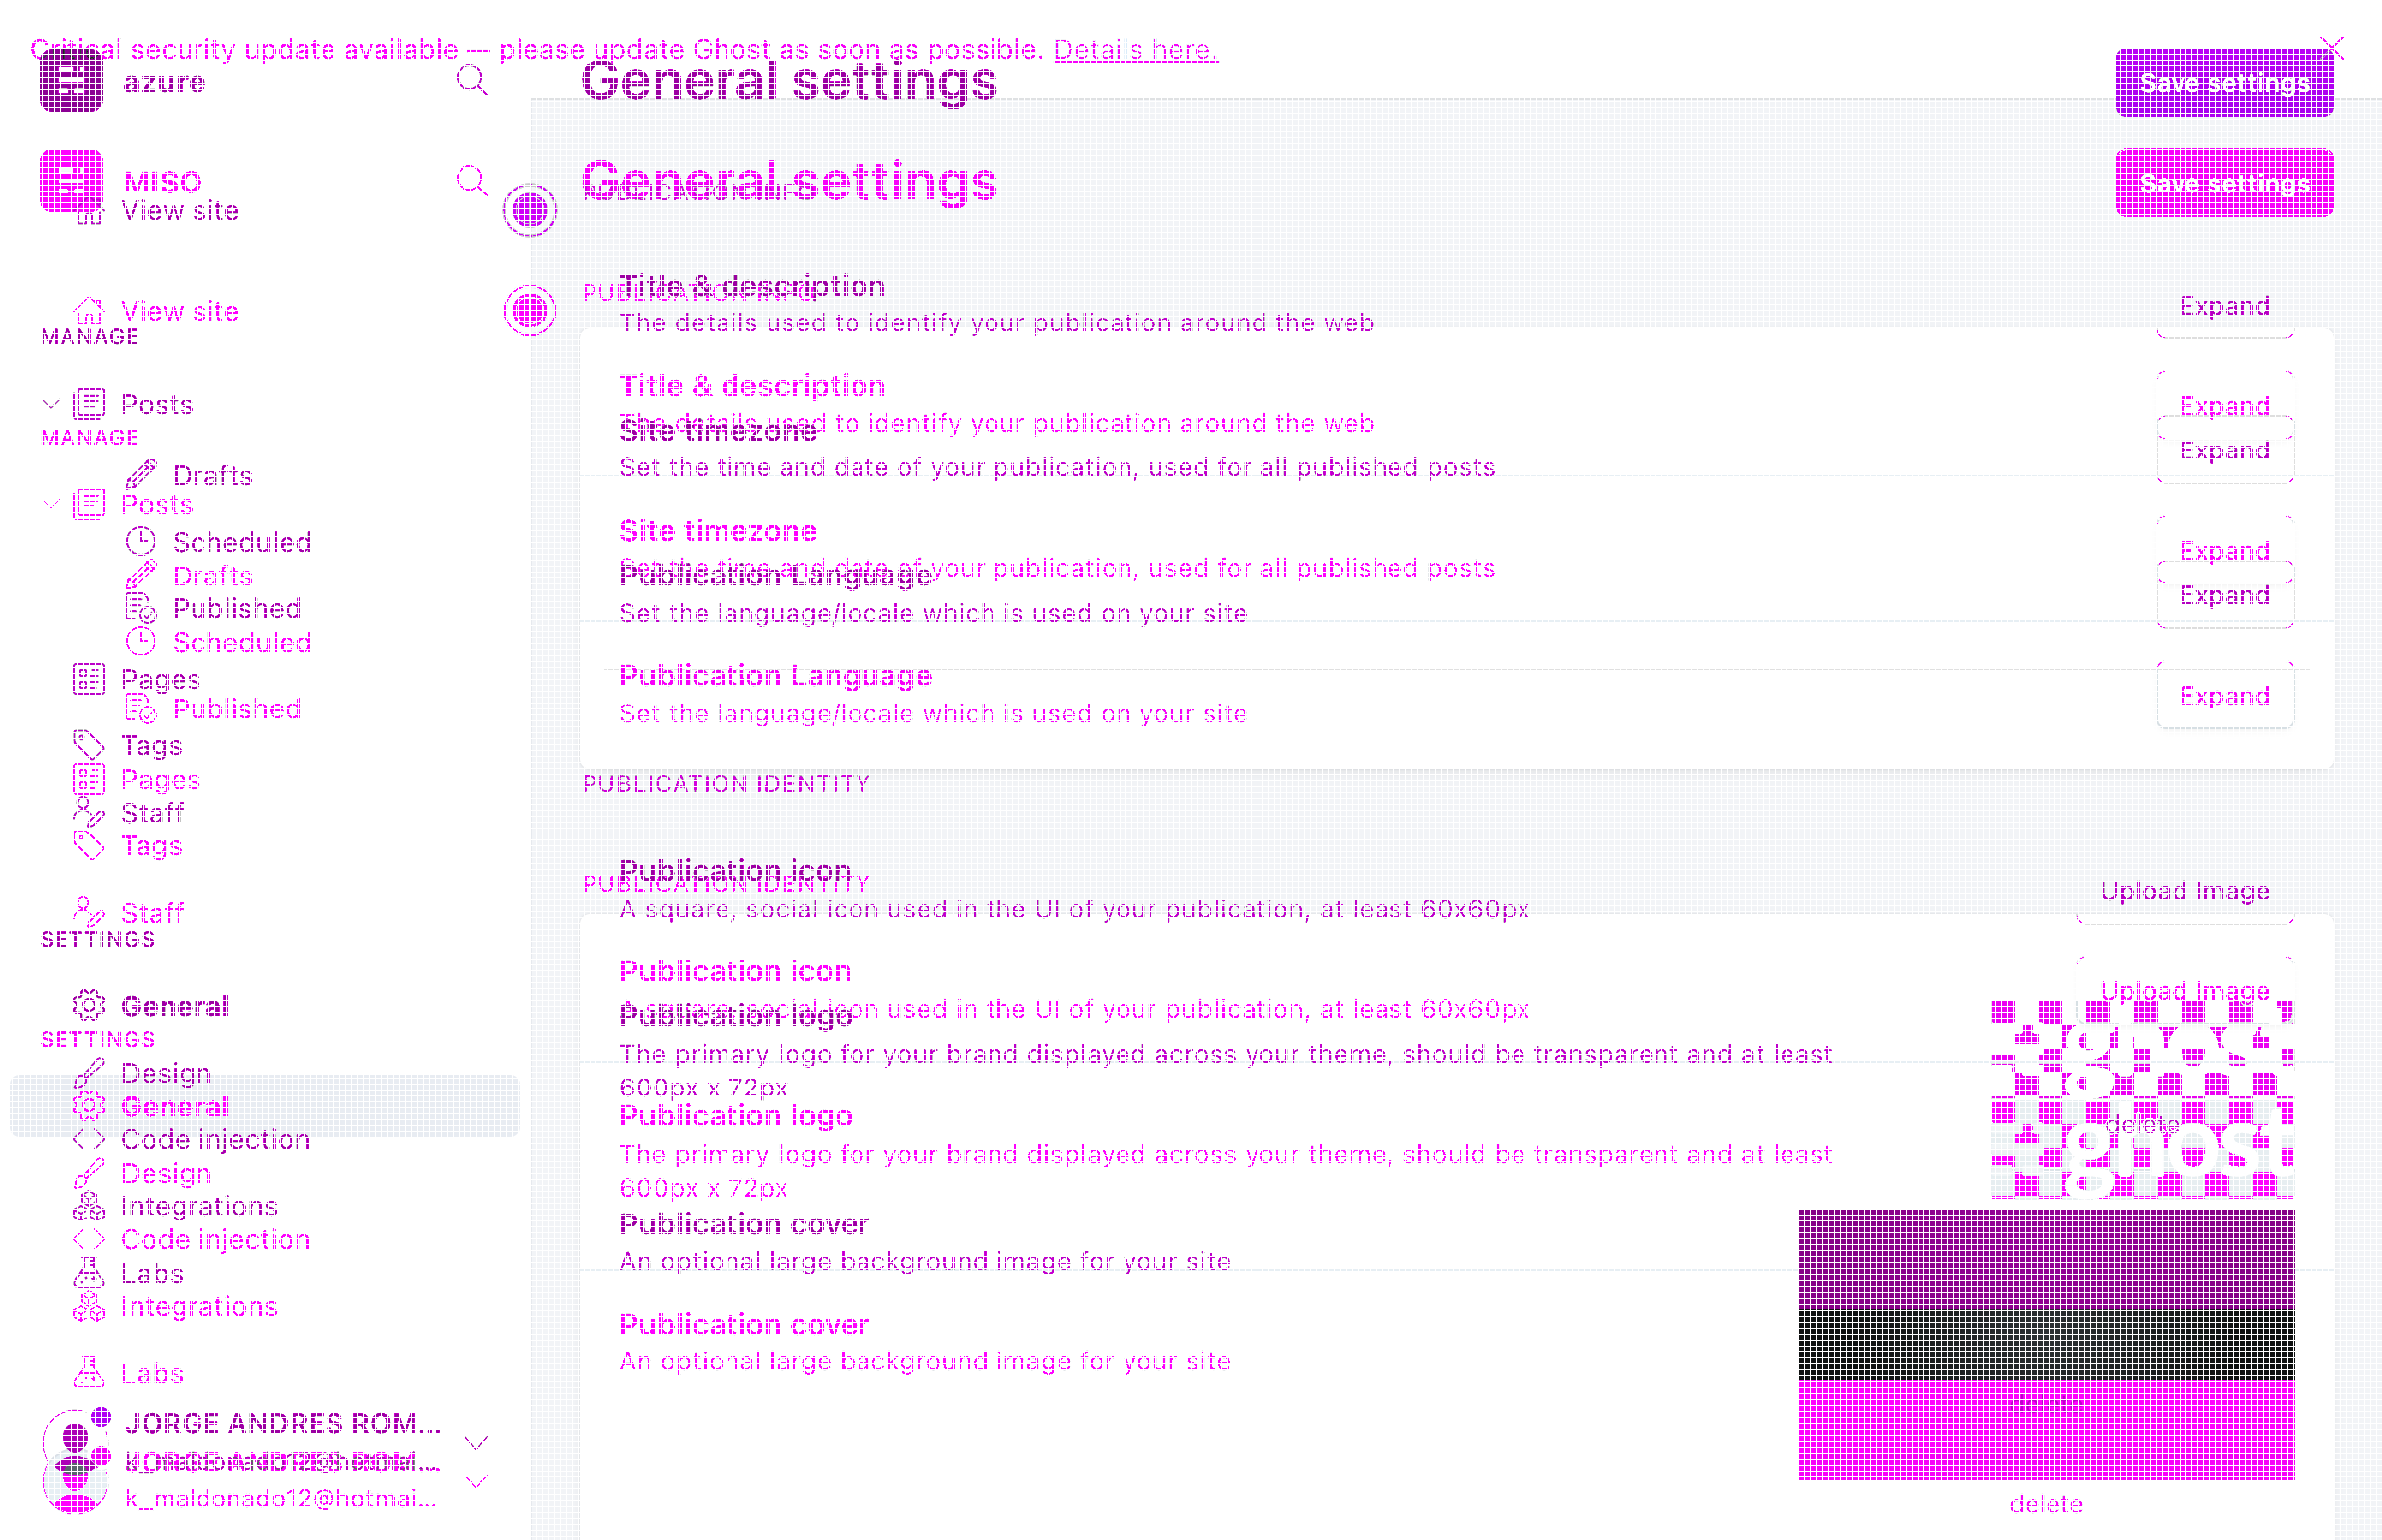 Critical security update available — please update Ghost as soon as possible. Details here.
azure
General settings
Save settings
MISO
General settings
Save settings
View site
View site
MANAGE
Posts
MANAGE
Drafts
Posts
Scheduled
Drafts
Published
Scheduled
Pages
Published
Tags
Pages
Staff
Tags
Staff
SETTINGS
General
SETTINGS
Design
General
Code injection
Design
Integrations
Code injection
Labs
Integrations
Labs
JORGE ANDRES ROM...
k_maldonado12@hotmai...
Title & description
The details used to identify your publication around the web
Expand
Title & description
The details used to identify your publication around the web
Expand
Site timezone
Set the time and date of your publication, used for all published posts
Expand
Site timezone
Set the time and date of your publication, used for all published posts
Expand
Publication Language
Set the language/locale which is used on your site
Expand
Publication Language
Set the language/locale which is used on your site
Expand
PUBLICATION IDENTITY
Publication icon
PUBLICATION IDENTITY
Upload Image
A square, social icon used in the UI of your publication, at least 60x60px
Publication icon
Upload Image
A square, social icon used in the UI of your publication, at least 60x60px
Publication logo
The primary logo for your brand displayed across your theme, should be transparent and at least
600px x 72px
delete
Publication logo
The primary logo for your brand displayed across your theme, should be transparent and at least
600px x 72px
ghost
Publication cover
An optional large background image for your site
Publication cover
An optional large background image for your site
delete